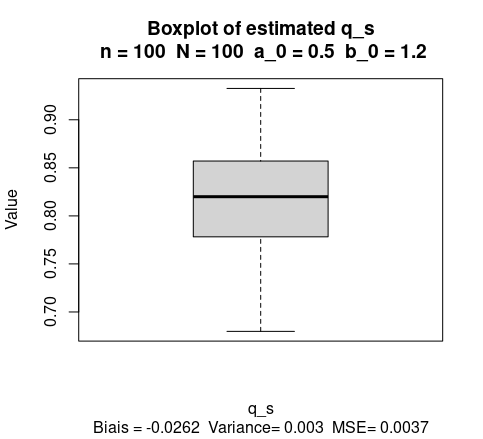 Boxplot of estimated q_s
n = 100 N = 100 a_0 = 0.5 b_0 = 1.2
Value
0.90
0.85
0.80
0.75
0.70
q_s
Biais = -0.0262 Variance= 0.003 MSE= 0.0037